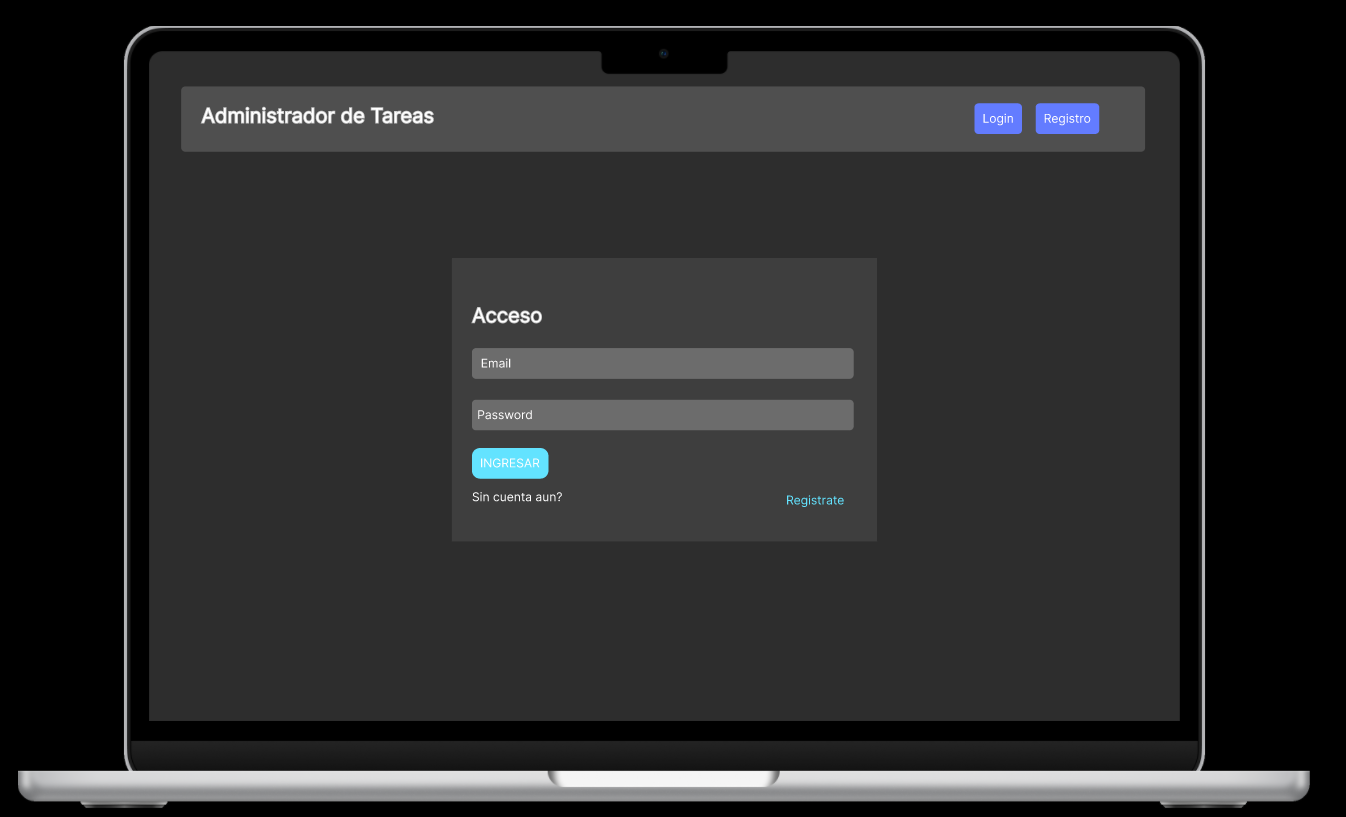 Administrador de Tareas
Login
Registro
Acceso
Email
Password
INGRESAR
Sin cuenta aun?
Registrate